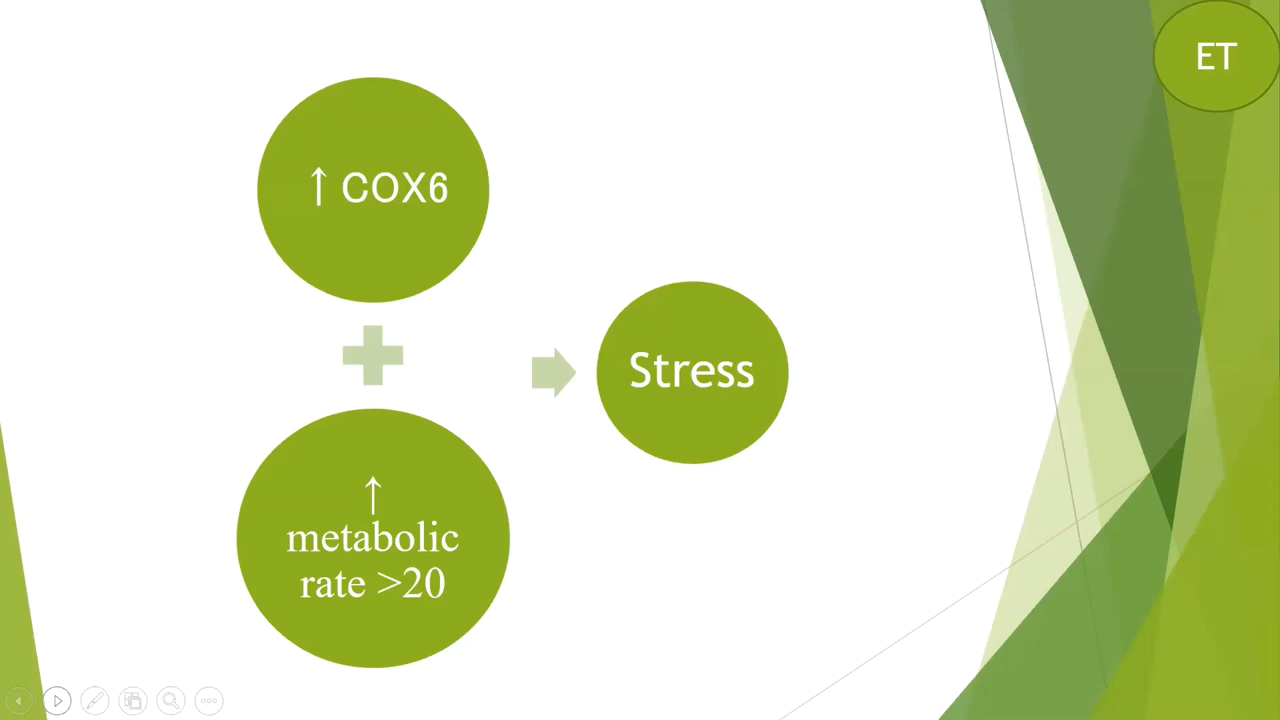 ET
↑ COX6
Stress
↑
metabolic
rate >20